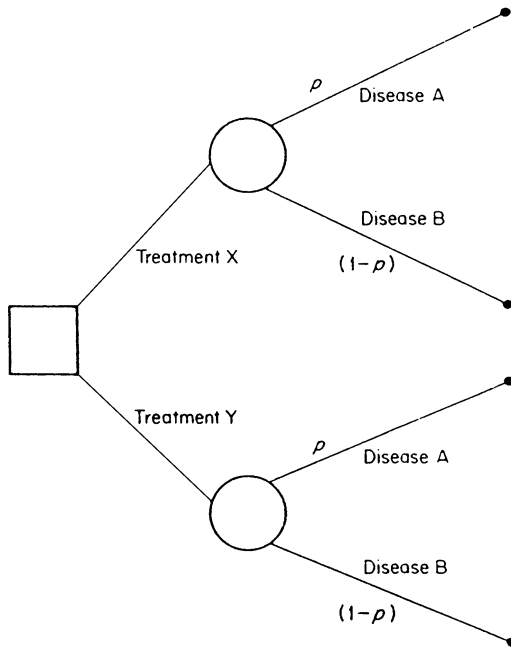 p
Disease A
Disease B
(1-p)
Treatment X
Treatment Y
p
Disease A
Disease B
(1-p)